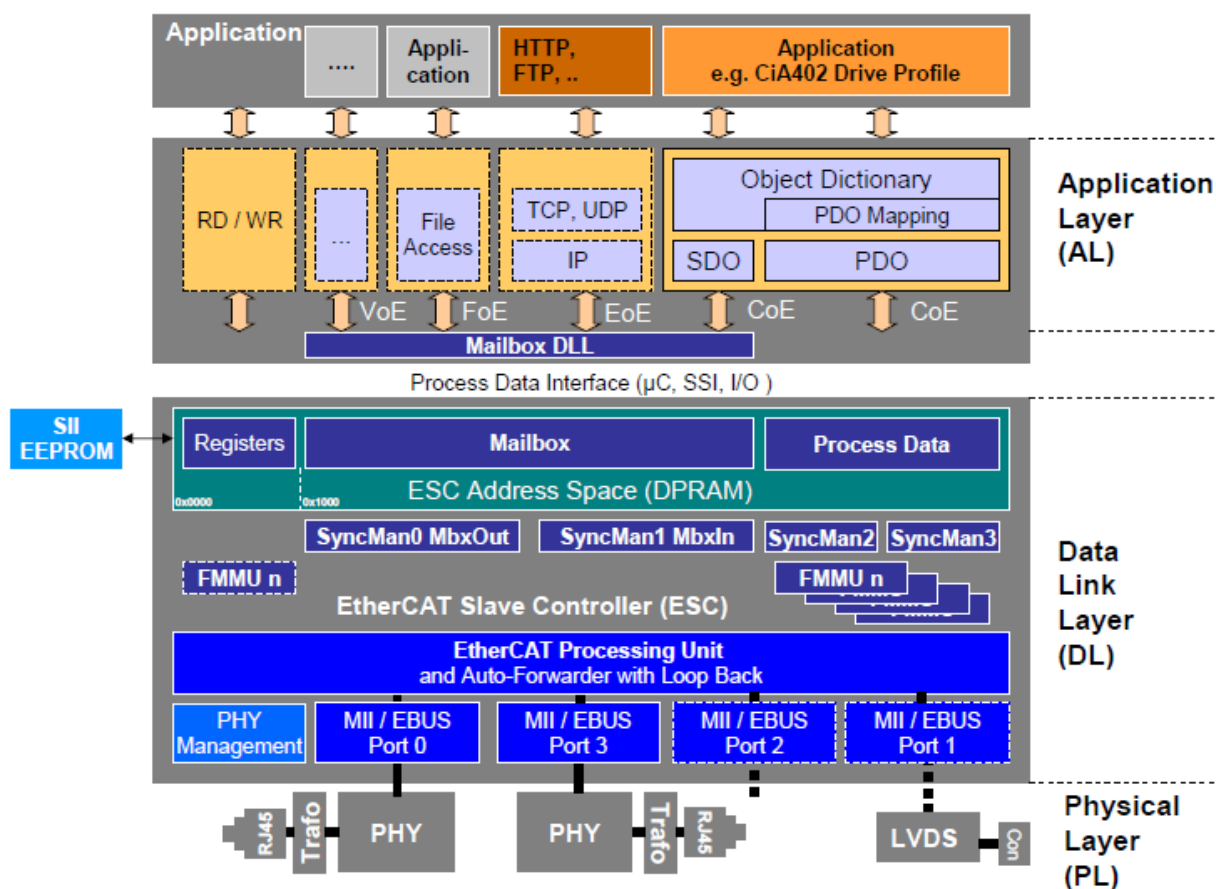 Application
....
Appli-
cation
HTTP,
FTP, ..
Application
e.g. CiA402 Drive Profile
RD / WR
...
File
Access
TCP, UDP
IP
Object Dictionary
PDO Mapping
SDO
PDO
VoE
FoE
EoE
CoE
CoE
Mailbox DLL
Application
Layer
(AL)
Process Data Interface (µC, SSI, I/O )
SII
EEPROM
Registers
Mailbox
Process Data
0x0000
0x1000
ESC Address Space (DPRAM)
SyncMan0 MbxOut
SyncMan1 MbxIn
SyncMan2
SyncMan3
FMMU n
FMMU n
EtherCAT Slave Controller (ESC)
EtherCAT Processing Unit
and Auto-Forwarder with Loop Back
PHY
Management
MII / EBUS
Port 0
MII / EBUS
Port 3
MII / EBUS
Port 2
MII / EBUS
Port 1
Data
Link
Layer
(DL)
RJ45
Trafo
PHY
PHY
Trafo
RJ45
LVDS
Con
Physical
Layer
(PL)